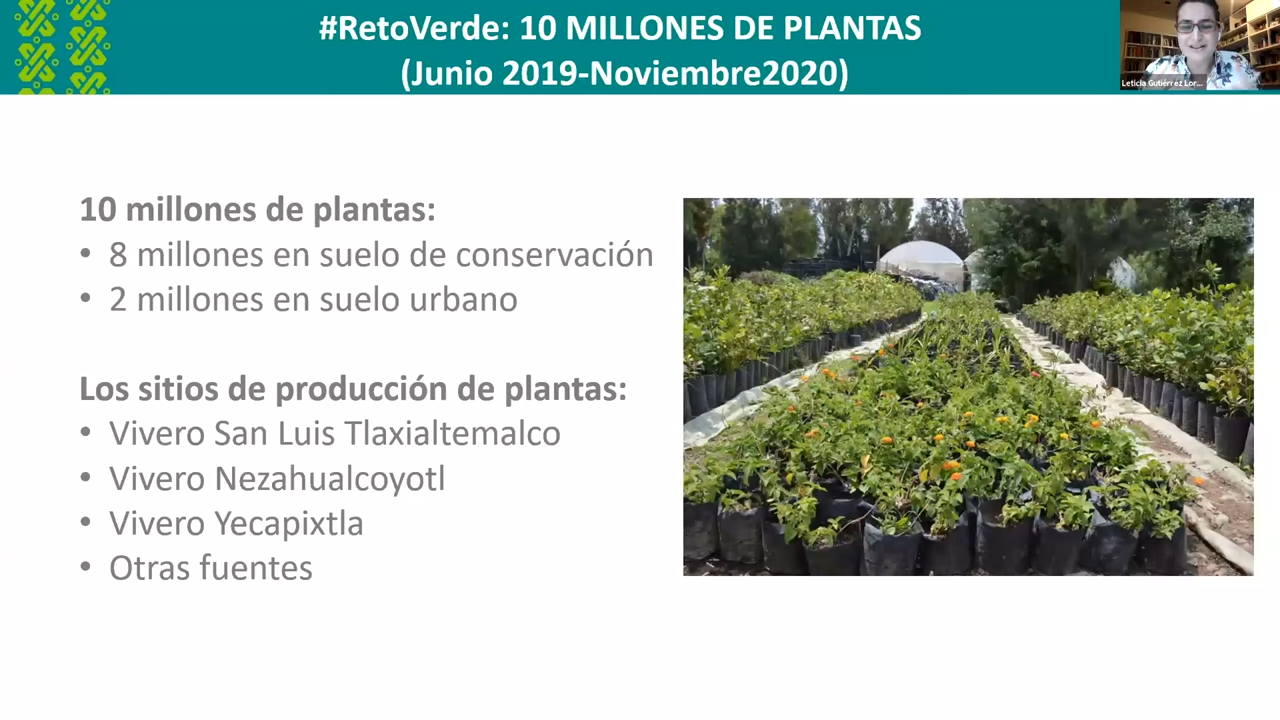 #RetoVerde: 10 MILLONES DE PLANTAS
(Junio 2019-Noviembre2020)
Leticia Gutiérrez Lor...
10 millones de plantas:
• 8 millones en suelo de conservación
• 2 millones en suelo urbano
Los sitios de producción de plantas:
• Vivero San Luis Tlaxialtemalco
• Vivero Nezahualcoyotl
• Vivero Yecapixtla
• Otras fuentes